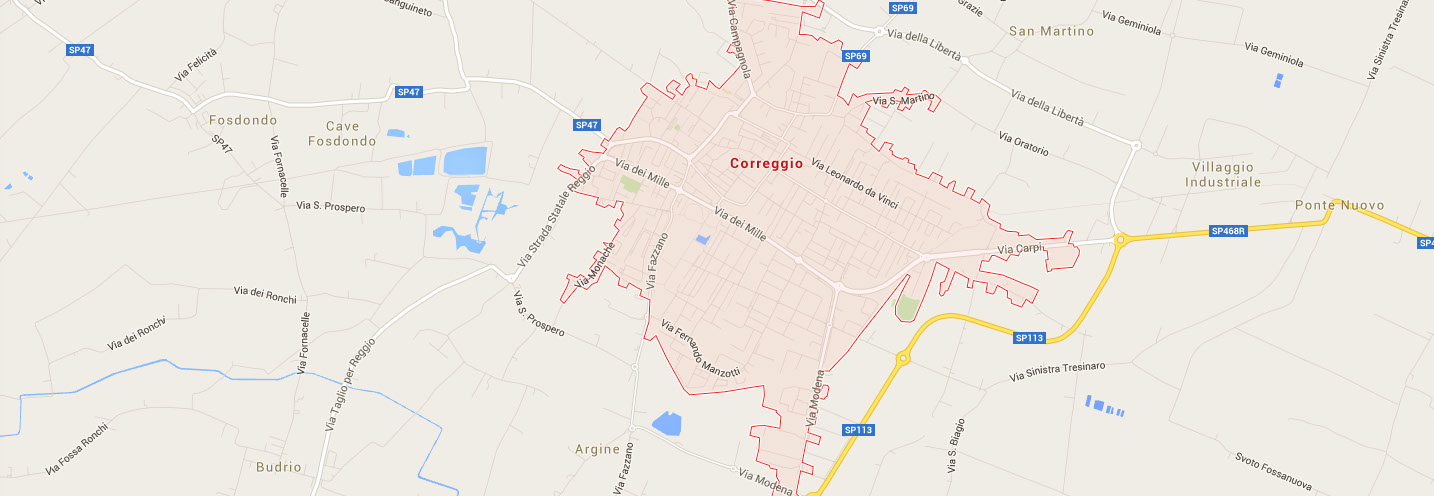 Sanguineto
SP69
Grazie
Via Campagnola
Via Geminiola
San Martino
Via della Libertà
Via Sinistra Tresinaro
SP47
Via Felicità
SP69
Via Geminiola
SP47
Via S. Martino
Via della Libertà
Fosdondo
Cave
Fosdondo
SP47
SP47
Via Oratorio
Correggio
Via Leonardo da Vinci
Villaggio
Industriale
Via Fornacelle
Via dei Mille
Via Strada Statale Reggio
Via S. Prospero
Ponte Nuovo
Via dei Mille
SP468R
SP4
Via Carpi
Via Fazzano
Via Monache
Via dei Ronchi
Via S. Prospero
Via dei Ronchi
Via Fornacelle
Via Fernando Manzotti
SP113
Via Taglio per Reggio
Via Sinistra Tresinaro
Via Modena
SP113
Via Fossa Ronchi
Via S. Biagio
Argine
Budrio
Via Fazzano
Via Modena
Svoto Fossanuova